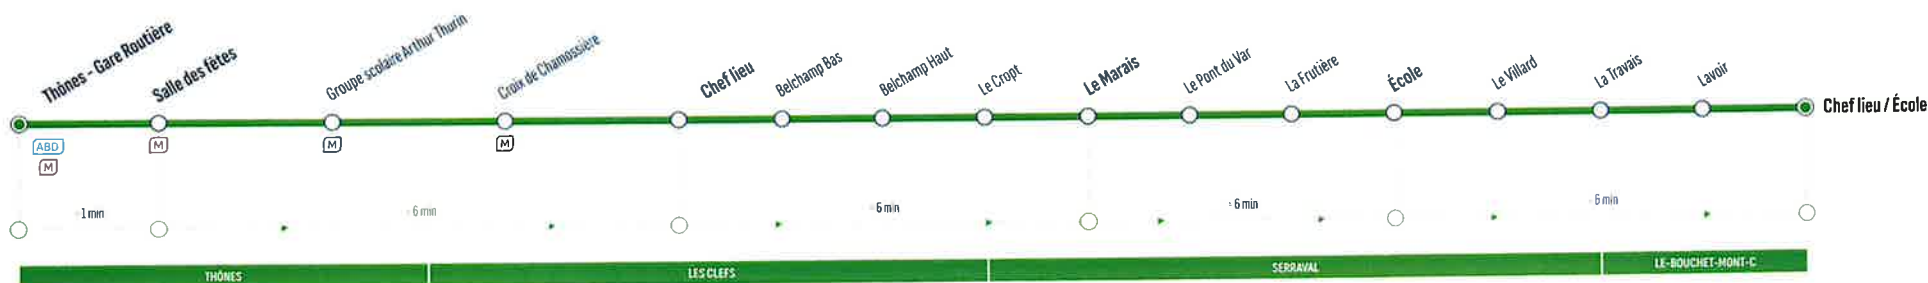 Thônes - Gare Routière
Salle des fêtes
Groupe scolaire Arthur Thurin
Croix de Chamossière
Chef lieu
Belchamp Bas
Belchamp Haut
Le Cropt
Le Marais
Le Pont du Var
La Frutière
École
Le Villard
La Travais
Lavoir
Chef lieu / École
ABD
M
M
M
M
1 min
6 min
6 min
6 min
6 min
THÔNES
LES CLEFS
SERRAVAL
LE-BOUCHET-MONT-C